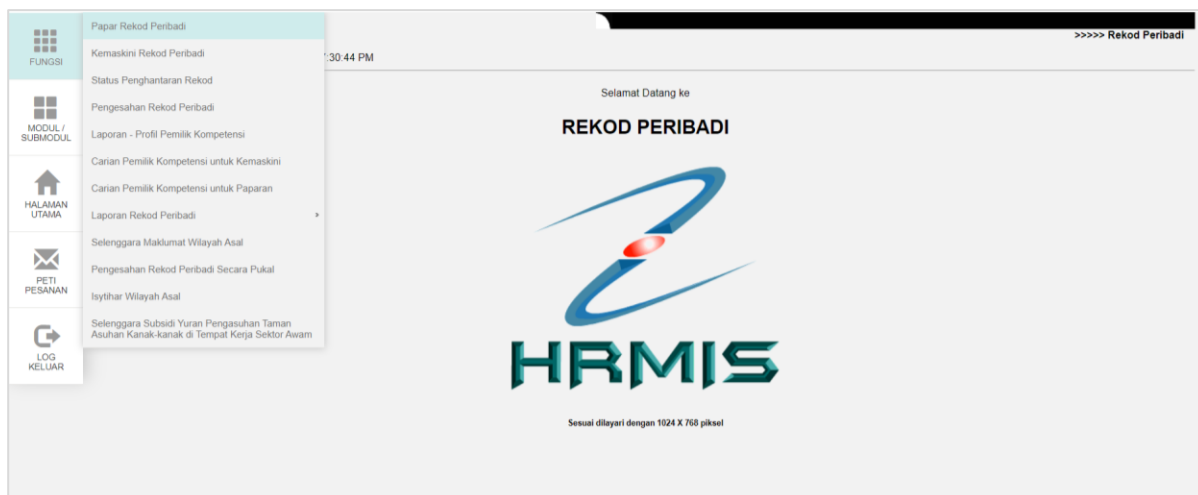 FUNGSI
MODUL /
SUBMODUL
HALAMAN
UTAMA
PETI
PESANAN
LOG
KELUAR
Papar Rekod Peribadi
Kemaskini Rekod Peribadi
Status Penghantaran Rekod
Pengesahan Rekod Peribadi
Laporan - Profil Pemilik Kompetensi
Carian Pemilik Kompetensi untuk Kemaskini
Carian Pemilik Kompetensi untuk Paparan
Laporan Rekod Peribadi »
Selenggara Maklumat Wilayah Asal
Pengesahan Rekod Peribadi Secara Pukal
Isytihar Wilayah Asal
Selenggara Subsidi Yuran Pengasuhan Taman
Asuhan Kanak-kanak di Tempat Kerja Sektor Awam
>>>>> Rekod Peribadi
:30:44 PM
Selamat Datang ke
REKOD PERIBADI
HRMIS
Sesuai dilayari dengan 1024 X 768 piksel